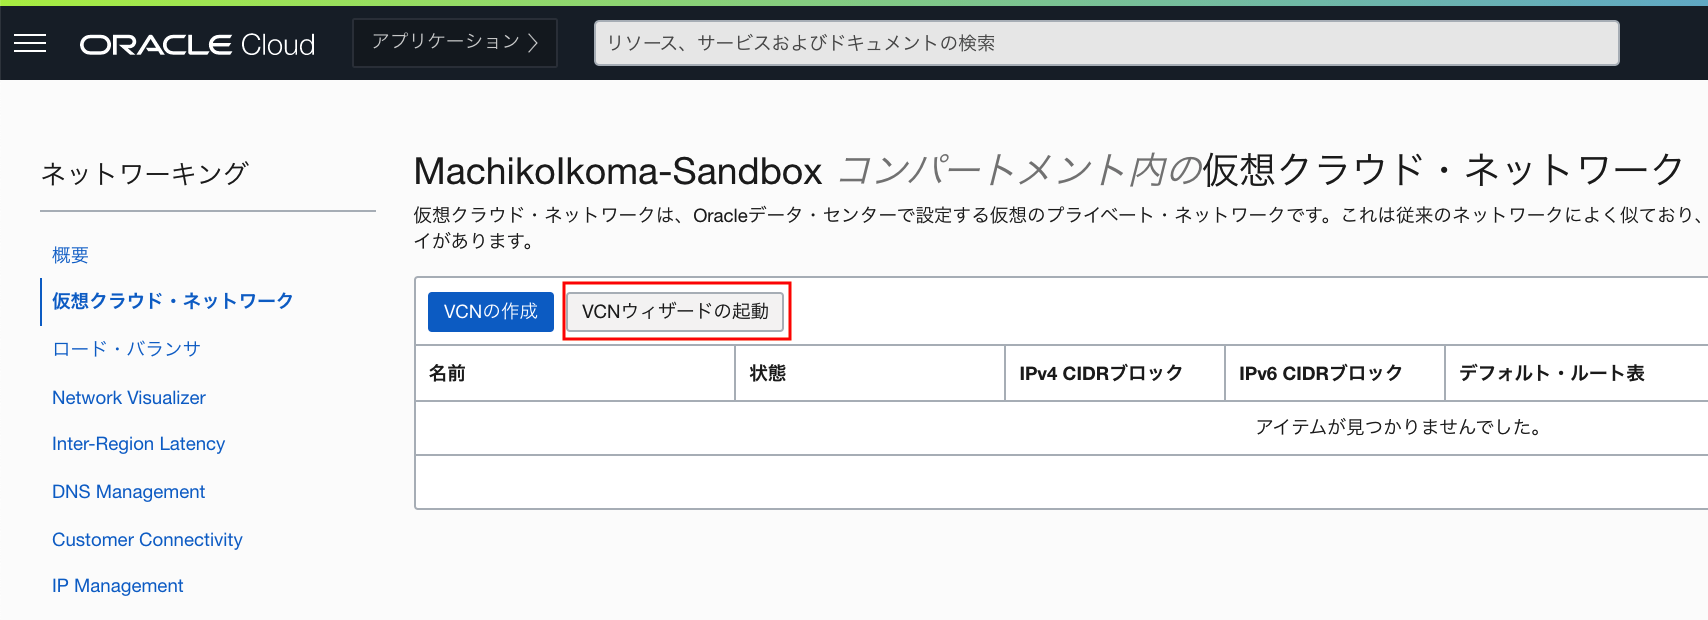 ORACLE Cloud
アプリケーション
リソース、サービスおよびドキュメントの検索
ネットワーキング
概要
仮想クラウド・ネットワーク
ロード・バランサ
Network Visualizer
Inter-Region Latency
DNS Management
Customer Connectivity
IP Management
MachikoIkoma-Sandbox コンパートメント内の仮想クラウド・ネットワーク
仮想クラウド・ネットワークは、Oracleデータ・センターで設定する仮想のプライベート・ネットワークです。これは従来のネットワークによく似ており、
イがあります。
VCNの作成
VCNウィザードの起動
名前 状態 IPv4 CIDRブロック IPv6 CIDRブロック デフォルト・ルート表
アイテムが見つかりませんでした。